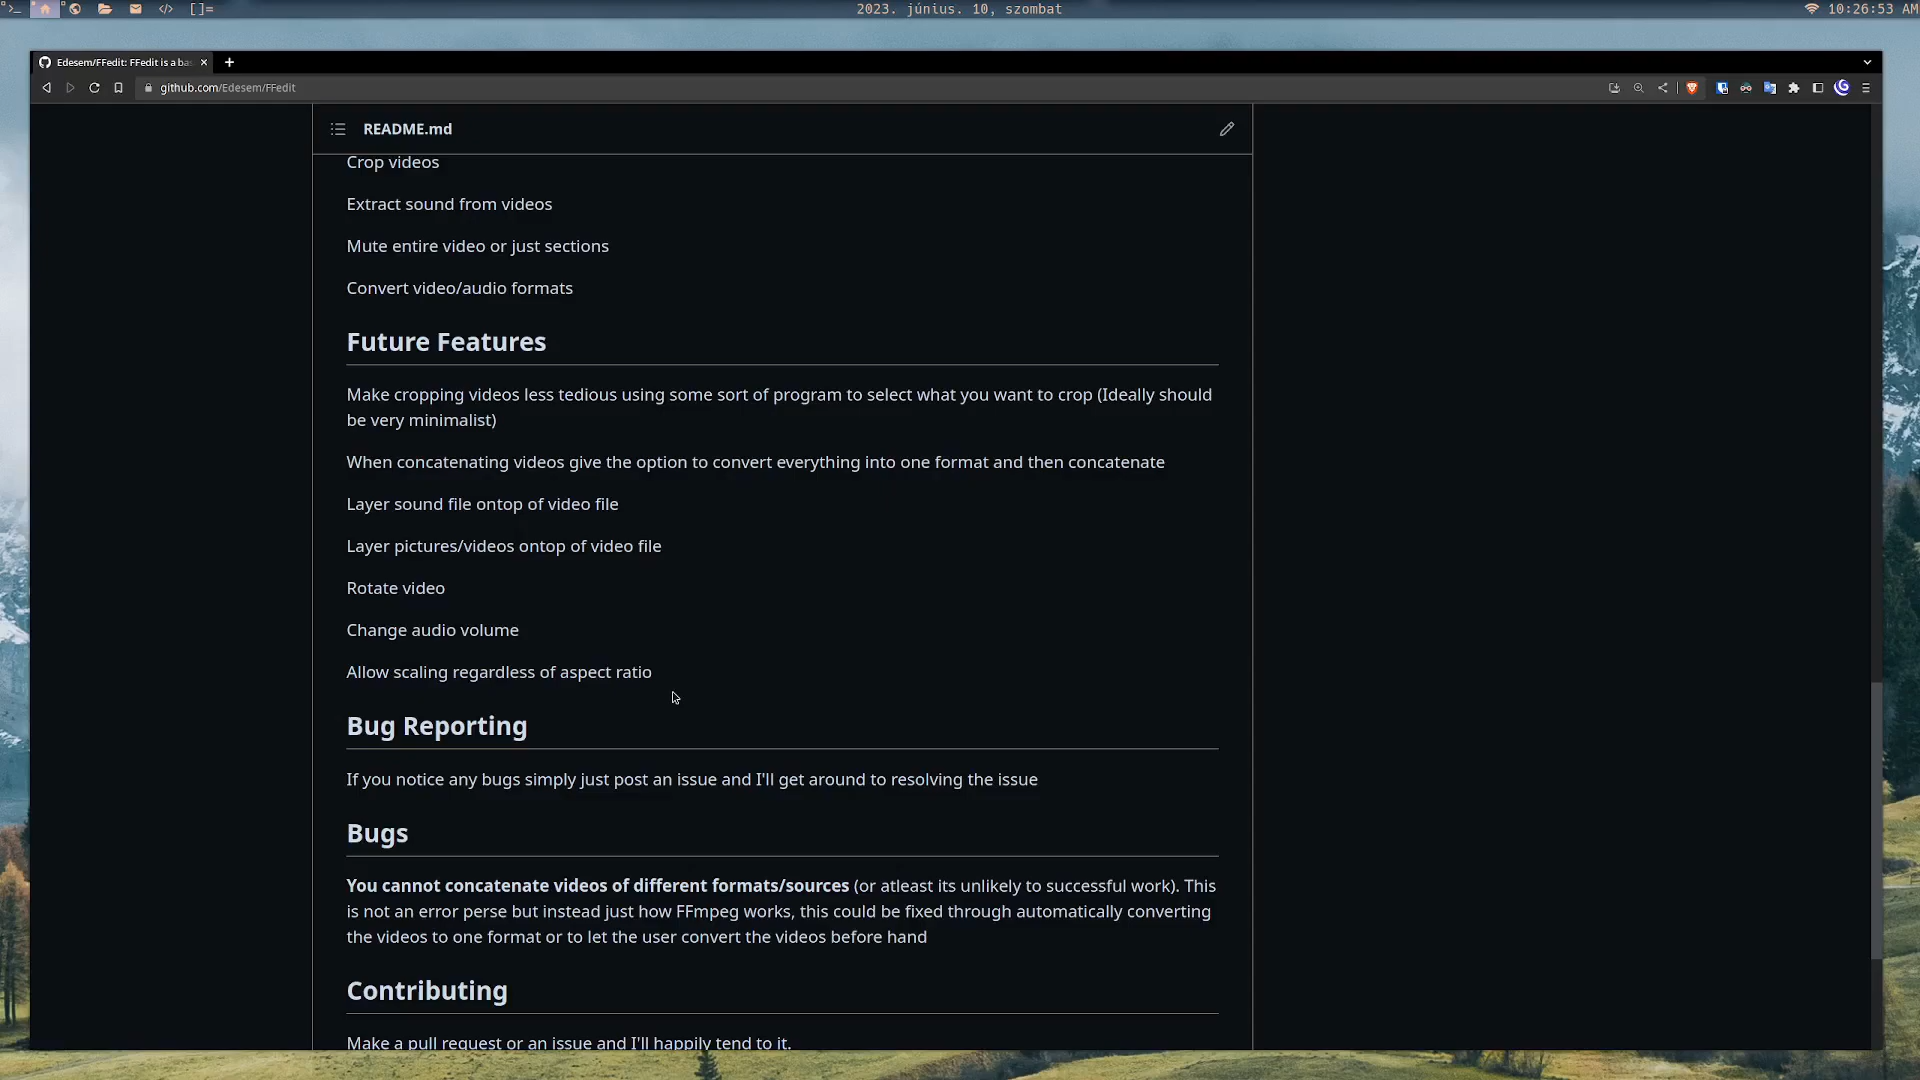 >_ </> []= 2023. június. 10, szombat 10:26:53 AM
Edesem/FFedit: FFedit is a bas × +
github.com/Edesem/FFedit
README.md
Crop videos
Extract sound from videos
Mute entire video or just sections
Convert video/audio formats
Future Features
Make cropping videos less tedious using some sort of program to select what you want to crop (Ideally should
be very minimalist)
When concatenating videos give the option to convert everything into one format and then concatenate
Layer sound file ontop of video file
Layer pictures/videos ontop of video file
Rotate video
Change audio volume
Allow scaling regardless of aspect ratio
Bug Reporting
If you notice any bugs simply just post an issue and I'll get around to resolving the issue
Bugs
You cannot concatenate videos of different formats/sources (or atleast its unlikely to successful work). This
is not an error perse but instead just how FFmpeg works, this could be fixed through automatically converting
the videos to one format or to let the user convert the videos before hand
Contributing
Make a pull request or an issue and I'll happily tend to it.